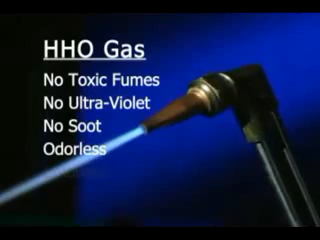 HHO Gas
No Toxic Fumes
No Ultra-Violet
No Soot
Odorless